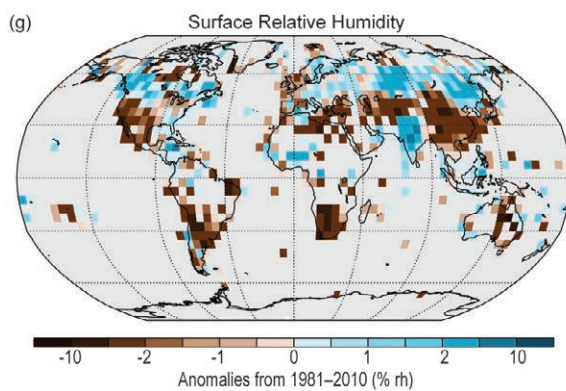 (g) Surface Relative Humidity
-10 -2 -1 0 1 2 10
Anomalies from 1981–2010 (% rh)